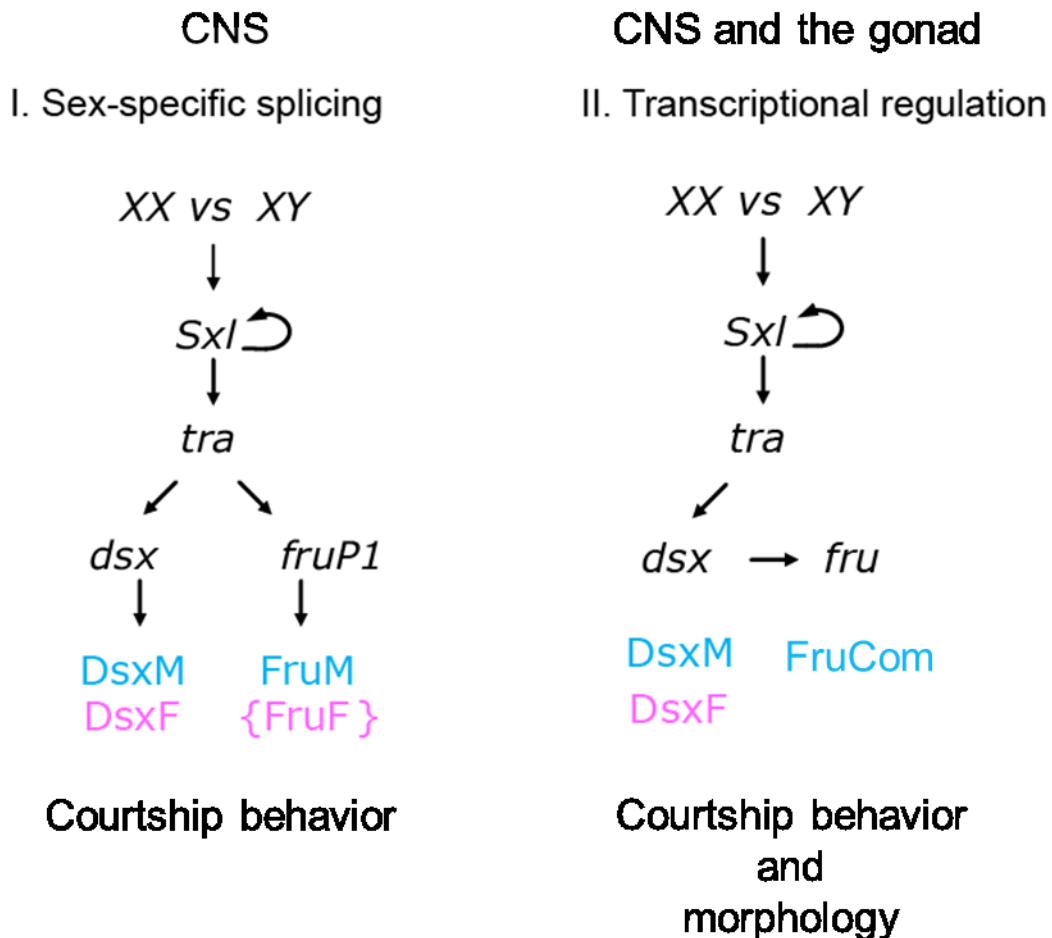 CNS
I. Sex-specific splicing
XX vs XY
Sxl
tra
dsx fruP1
DsxM FruM
DsxF {FruF}
Courtship behavior
CNS and the gonad
II. Transcriptional regulation
XX vs XY
Sxl
tra
dsx fru
DsxM FruCom
DsxF
Courtship behavior
and
morphology